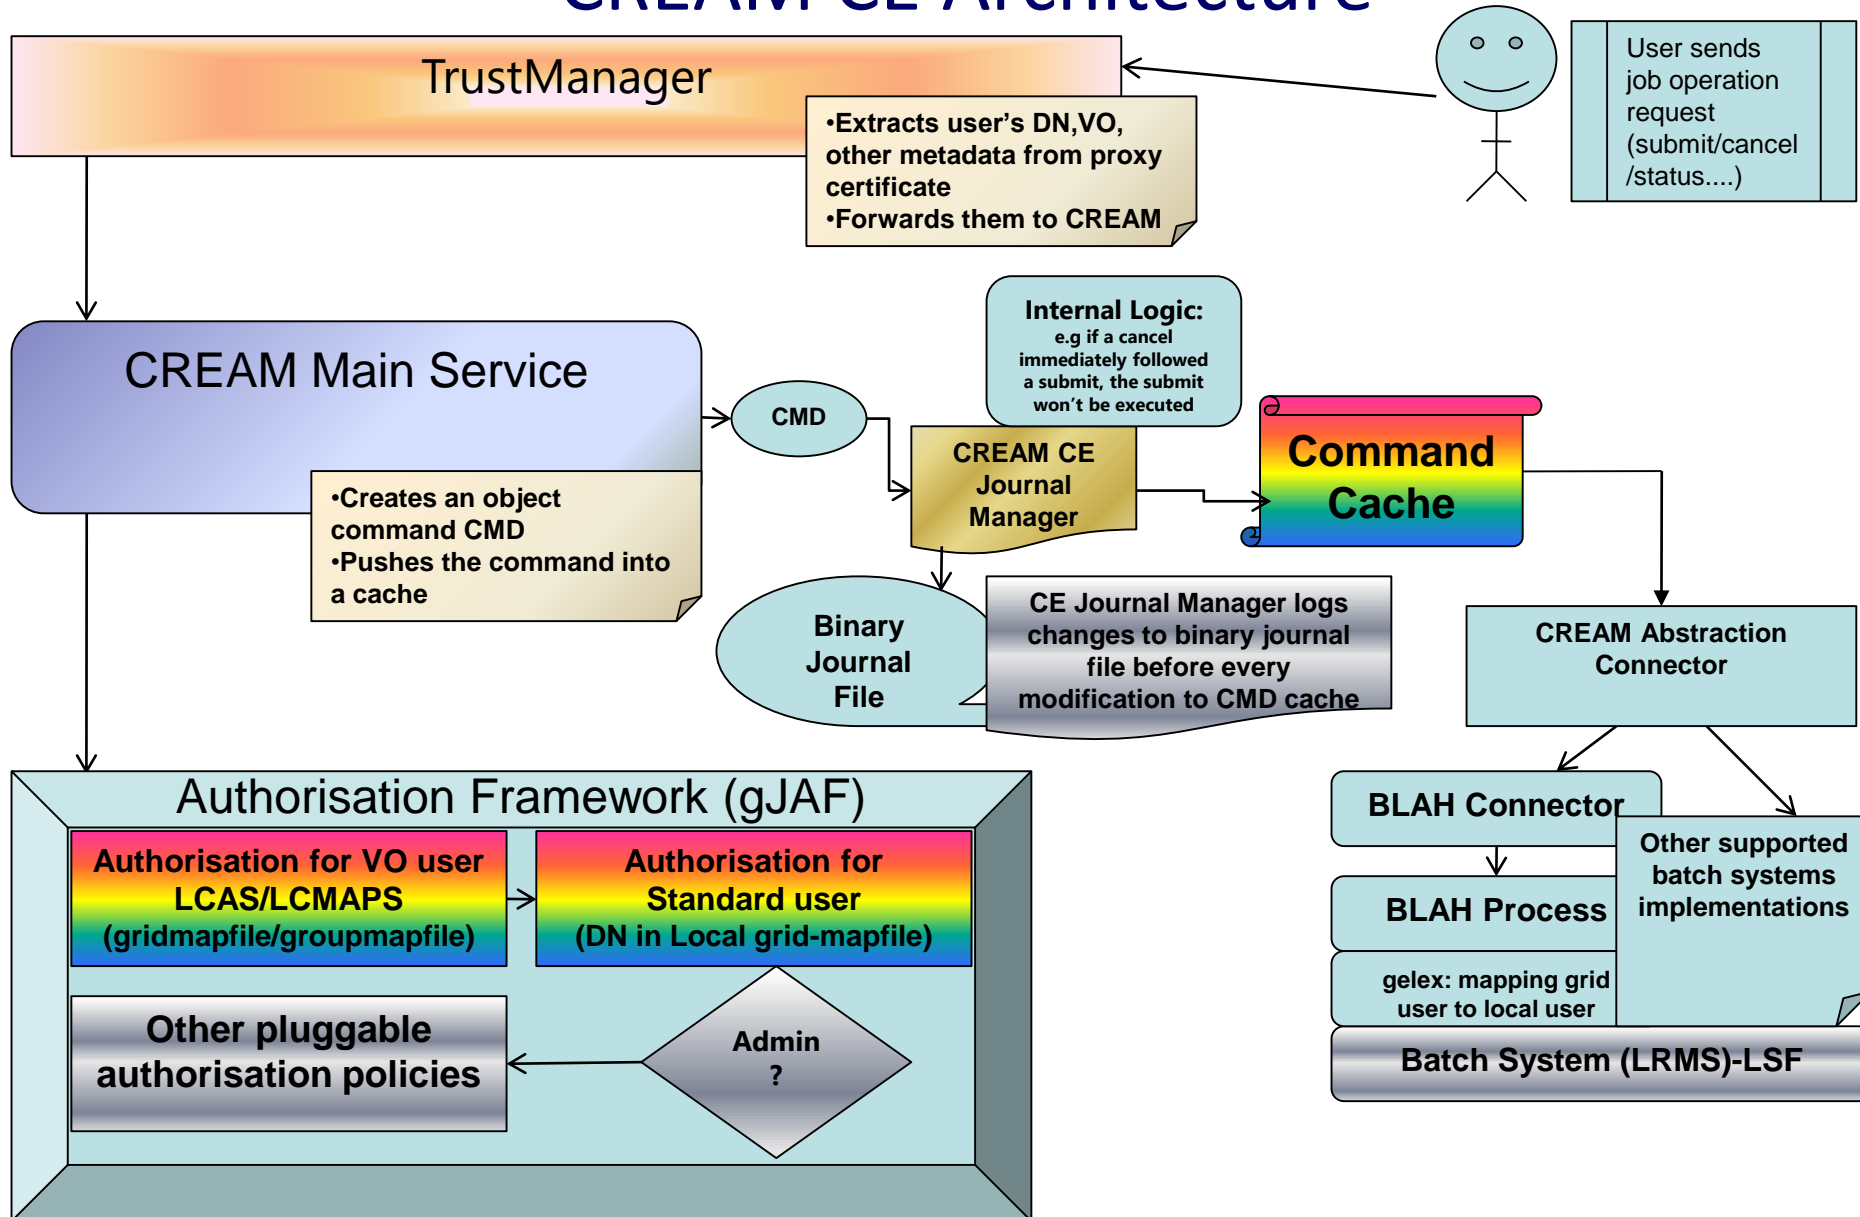 CREAM CE Architecture
TrustManager
•Extracts user's DN,VO,
other metadata from proxy
certificate
•Forwards them to CREAM
User sends
job operation
request
(submit/cancel
/status....)
CREAM Main Service
•Creates an object
command CMD
•Pushes the command into
a cache
CMD
Internal Logic:
e.g if a cancel
immediately followed
a submit, the submit
won't be executed
CREAM CE
Journal
Manager
Command
Cache
Binary
Journal
File
CE Journal Manager logs
changes to binary journal
file before every
modification to CMD cache
CREAM Abstraction
Connector
BLAH Connector
BLAH Process
gelex: mapping grid
user to local user
Other supported
batch systems
implementations
Batch System (LRMS)-LSF
Authorisation Framework (gJAF)
Authorisation for VO user
LCAS/LCMAPS
(gridmapfile/groupmapfile)
Authorisation for
Standard user
(DN in Local grid-mapfile)
Other pluggable
authorisation policies
Admin
?